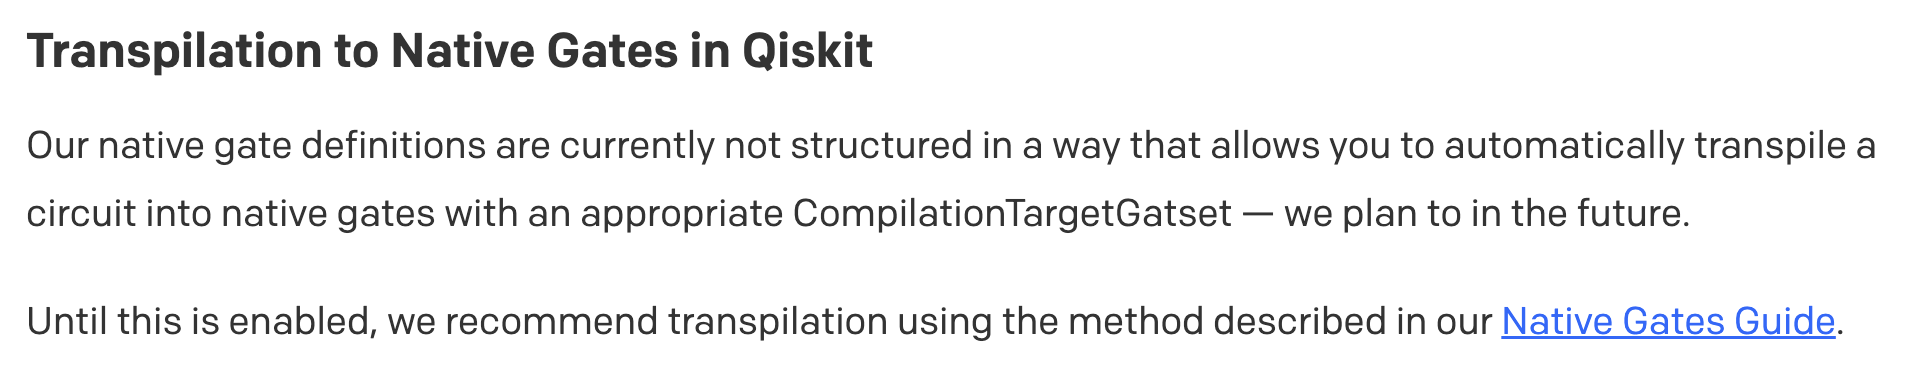 Transpilation to Native Gates in Qiskit
Our native gate definitions are currently not structured in a way that allows you to automatically transpile a
circuit into native gates with an appropriate CompilationTargetGatset — we plan to in the future.
Until this is enabled, we recommend transpilation using the method described in our Native Gates Guide.